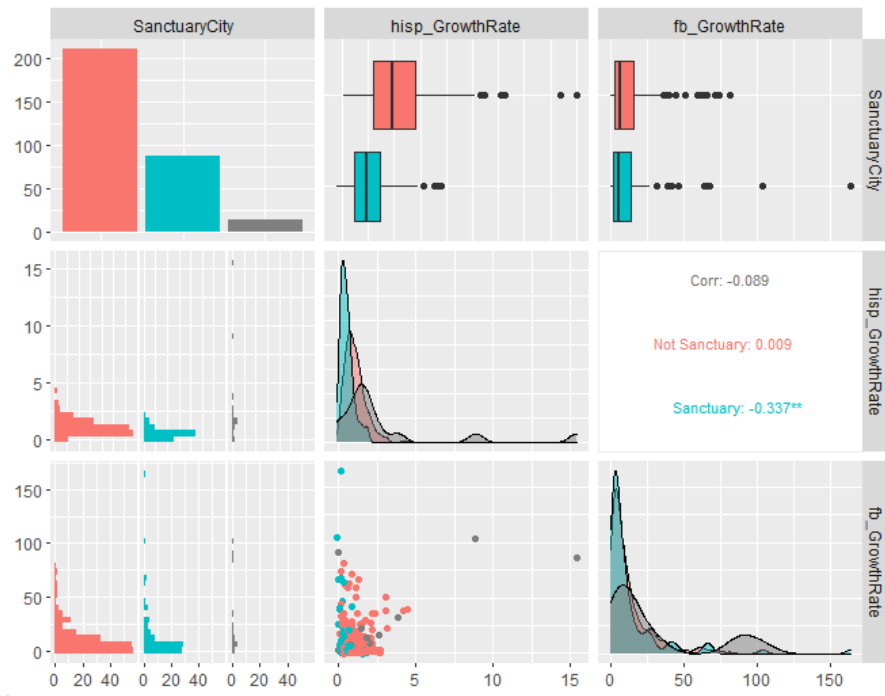 SanctuaryCity hisp_GrowthRate fb_GrowthRate
200
150
100
50
0
SanctuaryCity
15
10
5
0
Corr: -0.089
Not Sanctuary: 0.009
Sanctuary: -0.337**
hisp_GrowthRate
150
100
50
0
fb_GrowthRate
0 20 40 0 20 40 0 20 40 0 5 10 15 0 50 100 150